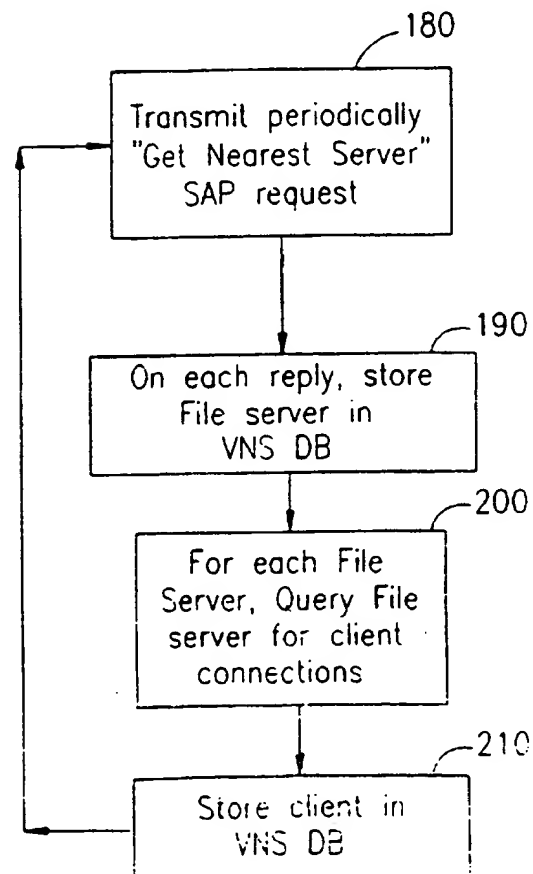 180
Transmit periodically
"Get Nearest Server"
SAP request
190
On each reply, store
File server in
VNS DB
200
For each File
Server, Query File
server for client
connections
210
Store client in
VNS DB